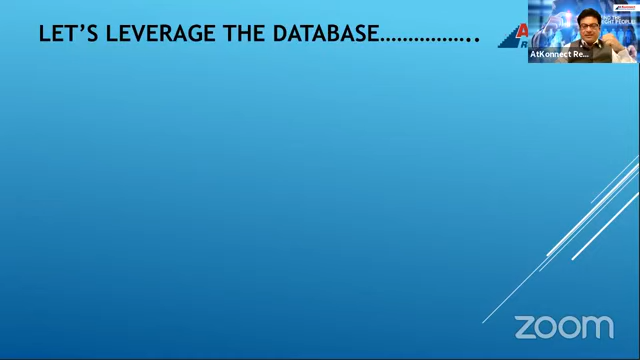 LET'S LEVERAGE THE DATABASE……………..
AtKonnect Re...
zoom